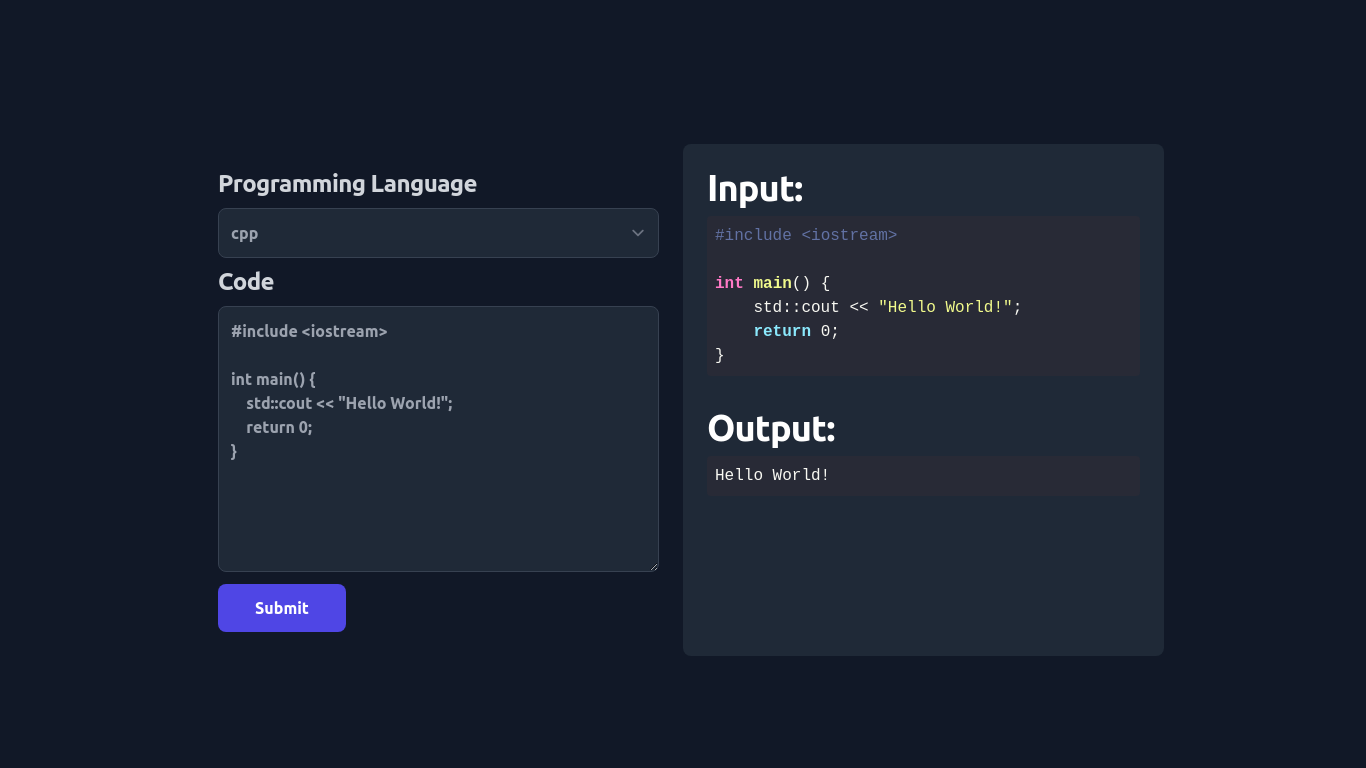 Programming Language
cpp
Code
#include <iostream>

int main() {
    std::cout << "Hello World!";
    return 0;
}
Submit
Input:
#include <iostream>

int main() {
    std::cout << "Hello World!";
    return 0;
}
Output:
Hello World!